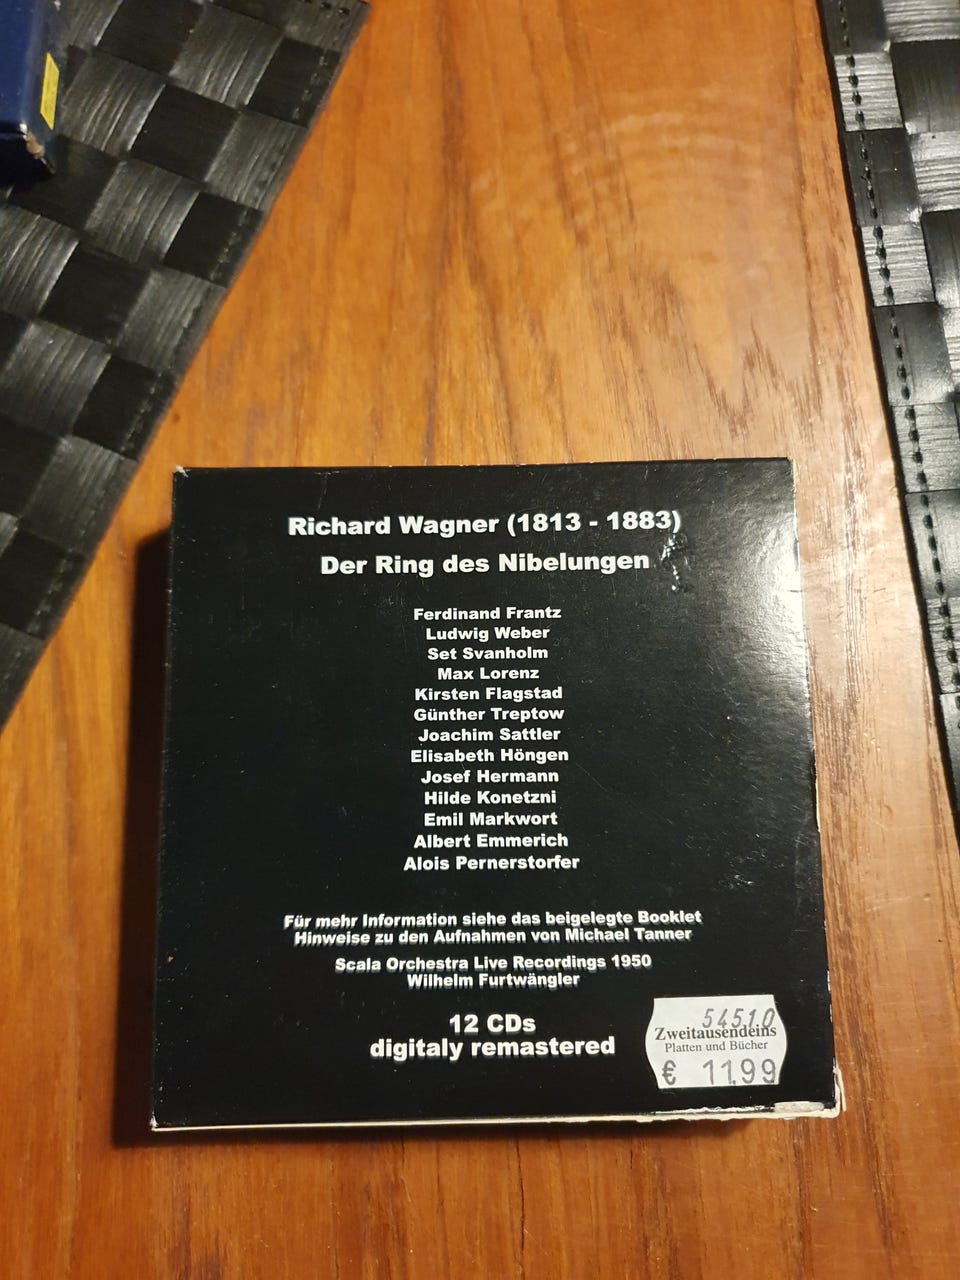 Richard Wagner (1813 - 1883)
Der Ring des Nibelungen
Ferdinand Frantz
Ludwig Weber
Set Svanholm
Max Lorenz
Kirsten Flagstad
Günther Treptow
Joachim Sattler
Elisabeth Höngen
Josef Hermann
Hilde Konetzni
Emil Markwort
Albert Emmerich
Alois Pernerstorfer
Für mehr Information siehe das beigelegte Booklet
Hinweise zu den Aufnahmen von Michael Tanner
Scala Orchestra Live Recordings 1950
Wilhelm Furtwängler
12 CDs
digitaly remastered
54510
Zweitausendeins
Platten und Bücher
€ 11.99